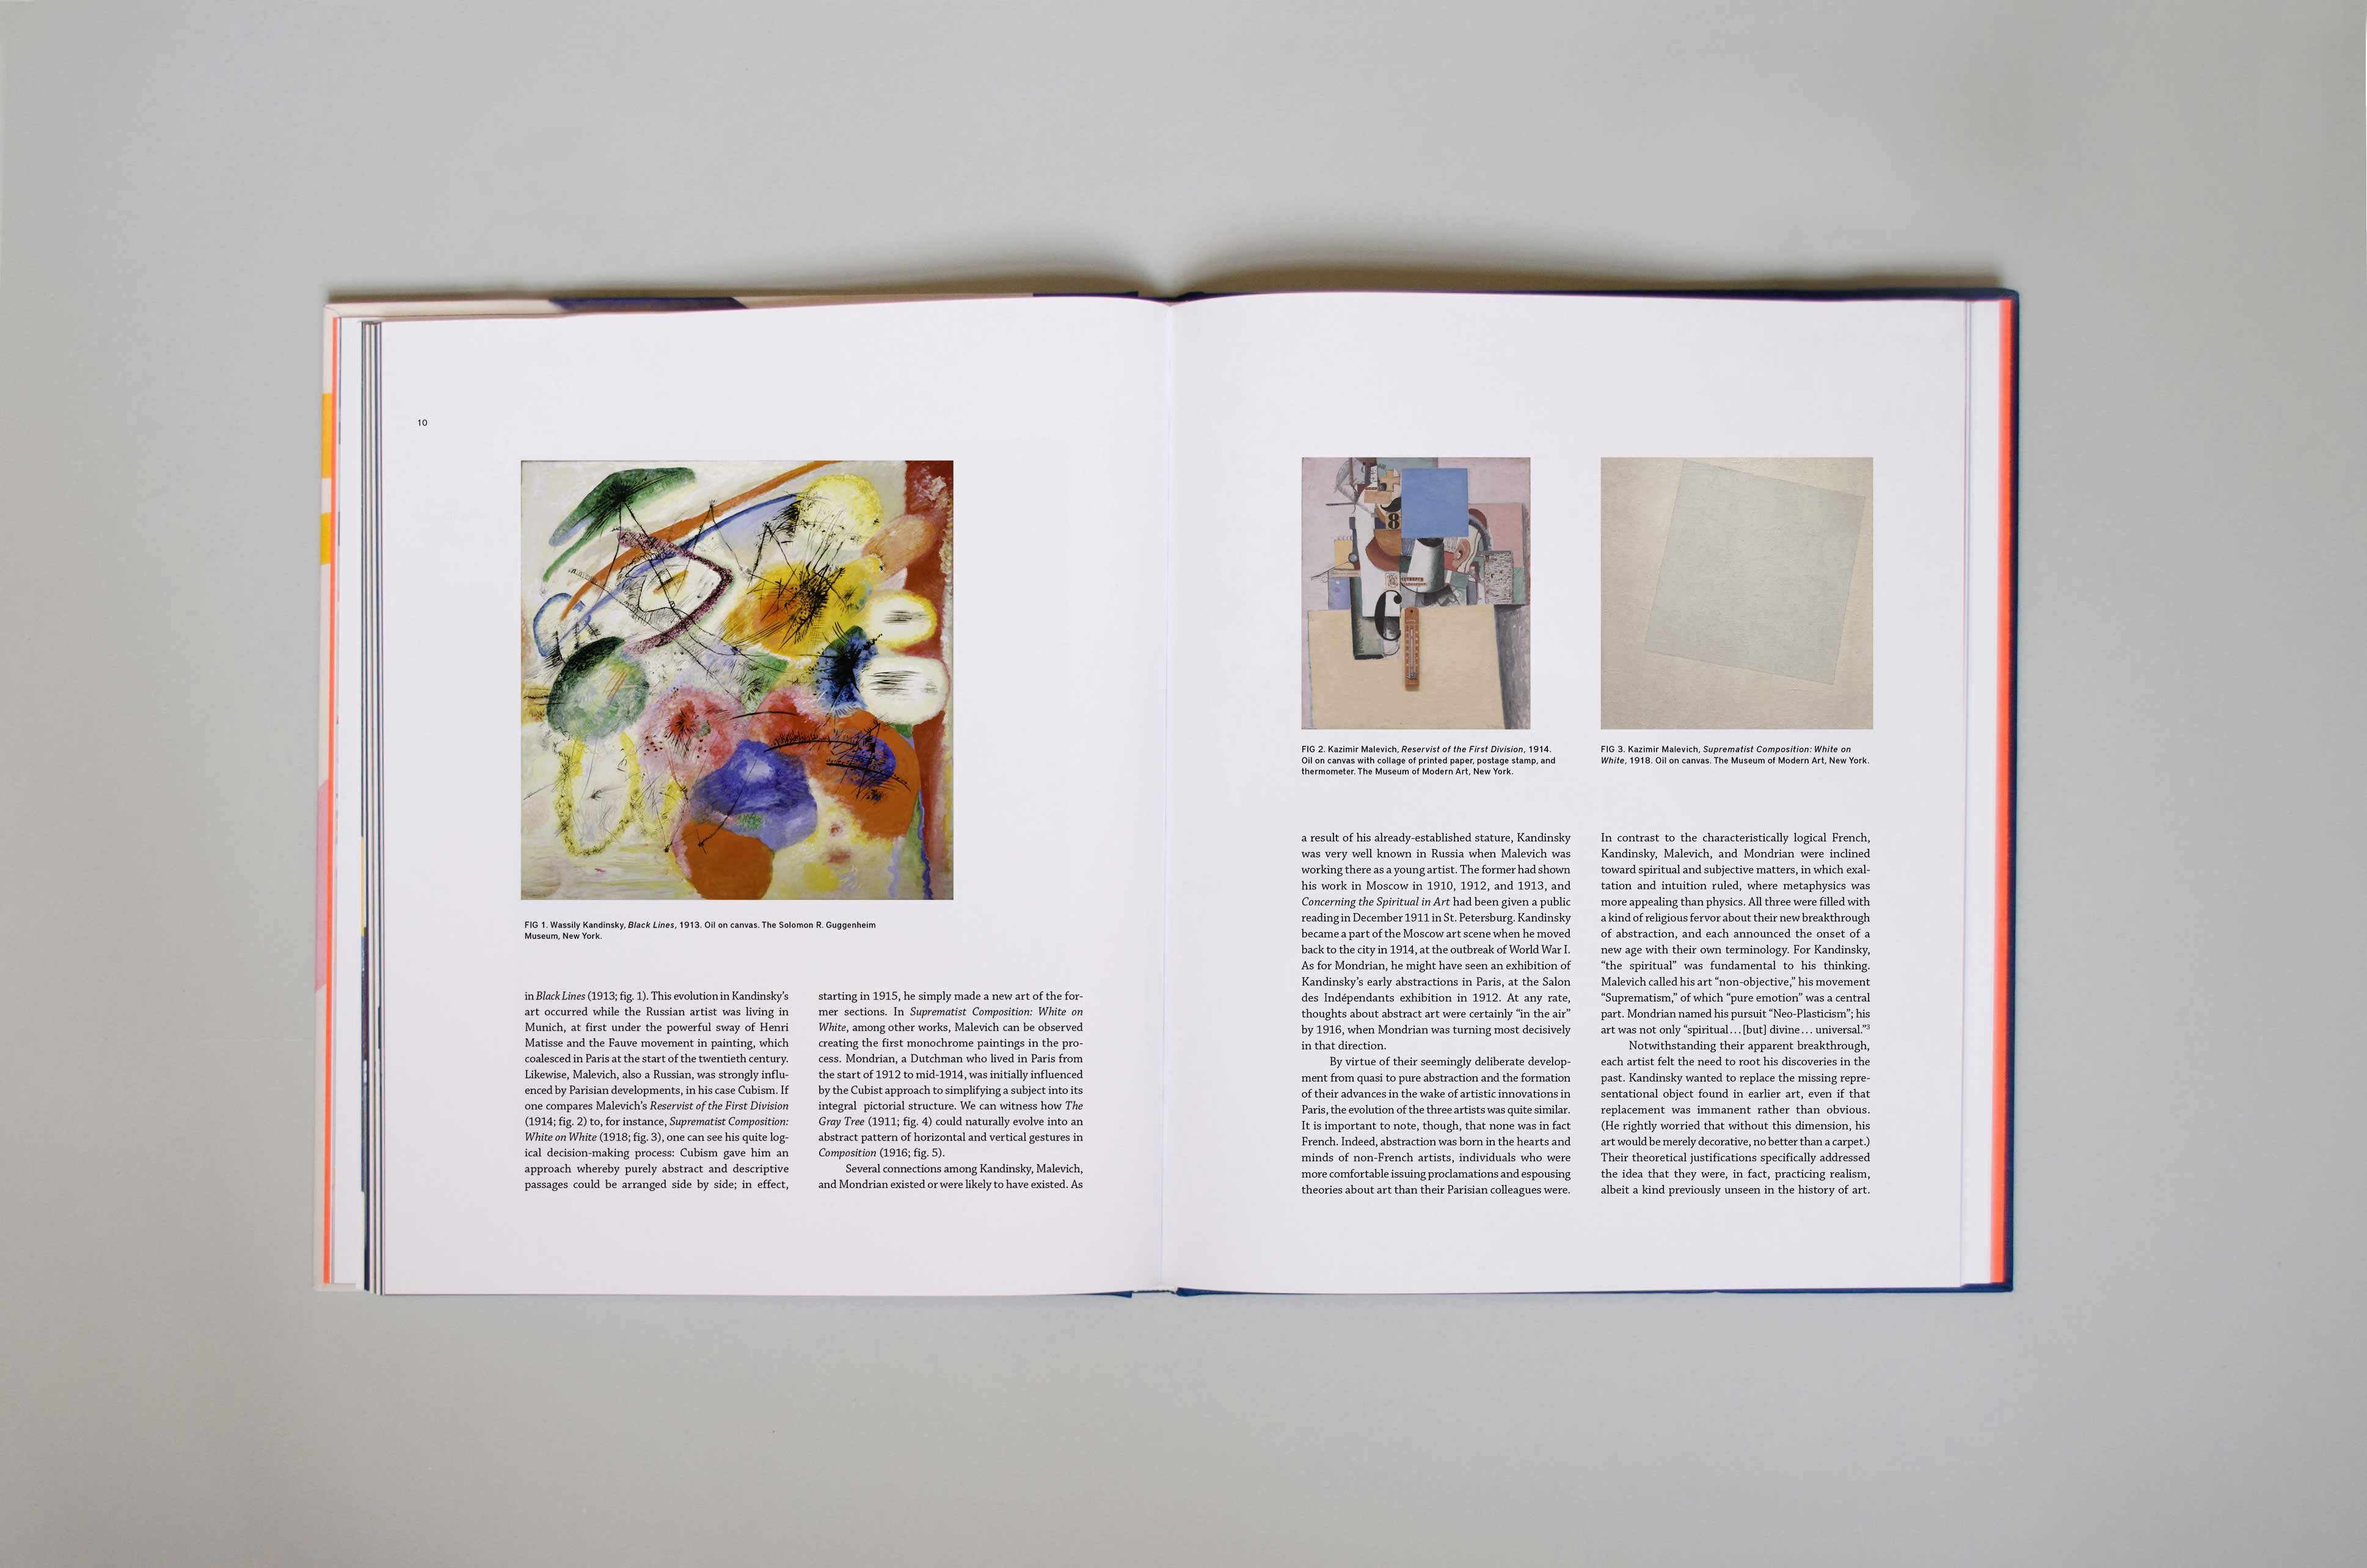 10
FIG 1. Wassily Kandinsky, Black Lines, 1913. Oil on canvas. The Solomon R. Guggenheim
Museum, New York.
in Black Lines (1913; fig. 1). This evolution in Kandinsky’s
art occurred while the Russian artist was living in
Munich, at first under the powerful sway of Henri
Matisse and the Fauve movement in painting, which
coalesced in Paris at the start of the twentieth century.
Likewise, Malevich, also a Russian, was strongly influ-
enced by Parisian developments, in his case Cubism. If
one compares Malevich’s Reservist of the First Division
(1914; fig. 2) to, for instance, Suprematist Composition:
White on White (1918; fig. 3), one can see his quite log-
ical decision-making process: Cubism gave him an
approach whereby purely abstract and descriptive
passages could be arranged side by side; in effect,
starting in 1915, he simply made a new art of the for-
mer sections. In Suprematist Composition: White on
White, among other works, Malevich can be observed
creating the first monochrome paintings in the pro-
cess. Mondrian, a Dutchman who lived in Paris from
the start of 1912 to mid-1914, was initially influenced
by the Cubist approach to simplifying a subject into its
integral pictorial structure. We can witness how The
Gray Tree (1911; fig. 4) could naturally evolve into an
abstract pattern of horizontal and vertical gestures in
Composition (1916; fig. 5).
Several connections among Kandinsky, Malevich,
and Mondrian existed or were likely to have existed. As
8
FIG 2. Kazimir Malevich, Reservist of the First Division, 1914.
Oil on canvas with collage of printed paper, postage stamp, and
thermometer. The Museum of Modern Art, New York.
FIG 3. Kazimir Malevich, Suprematist Composition: White on
White, 1918. Oil on canvas. The Museum of Modern Art, New York.
a result of his already-established stature, Kandinsky
was very well known in Russia when Malevich was
working there as a young artist. The former had shown
his work in Moscow in 1910, 1912, and 1913, and
Concerning the Spiritual in Art had been given a public
reading in December 1911 in St. Petersburg. Kandinsky
became a part of the Moscow art scene when he moved
back to the city in 1914, at the outbreak of World War I.
As for Mondrian, he might have seen an exhibition of
Kandinsky’s early abstractions in Paris, at the Salon
des Indépendants exhibition in 1912. At any rate,
thoughts about abstract art were certainly “in the air”
by 1916, when Mondrian was turning most decisively
in that direction.
By virtue of their seemingly deliberate develop-
ment from quasi to pure abstraction and the formation
of their advances in the wake of artistic innovations in
Paris, the evolution of the three artists was quite similar.
It is important to note, though, that none was in fact
French. Indeed, abstraction was born in the hearts and
minds of non-French artists, individuals who were
more comfortable issuing proclamations and espousing
theories about art than their Parisian colleagues were.
In contrast to the characteristically logical French,
Kandinsky, Malevich, and Mondrian were inclined
toward spiritual and subjective matters, in which exal-
tation and intuition ruled, where metaphysics was
more appealing than physics. All three were filled with
a kind of religious fervor about their new breakthrough
of abstraction, and each announced the onset of a
new age with their own terminology. For Kandinsky,
“the spiritual” was fundamental to his thinking.
Malevich called his art “non-objective,” his movement
“Suprematism,” of which “pure emotion” was a central
part. Mondrian named his pursuit “Neo-Plasticism”; his
art was not only “spiritual... [but] divine... universal.”3
Notwithstanding their apparent breakthrough,
each artist felt the need to root his discoveries in the
past. Kandinsky wanted to replace the missing repre-
sentational object found in earlier art, even if that
replacement was immanent rather than obvious.
(He rightly worried that without this dimension, his
art would be merely decorative, no better than a carpet.)
Their theoretical justifications specifically addressed
the idea that they were, in fact, practicing realism,
albeit a kind previously unseen in the history of art.